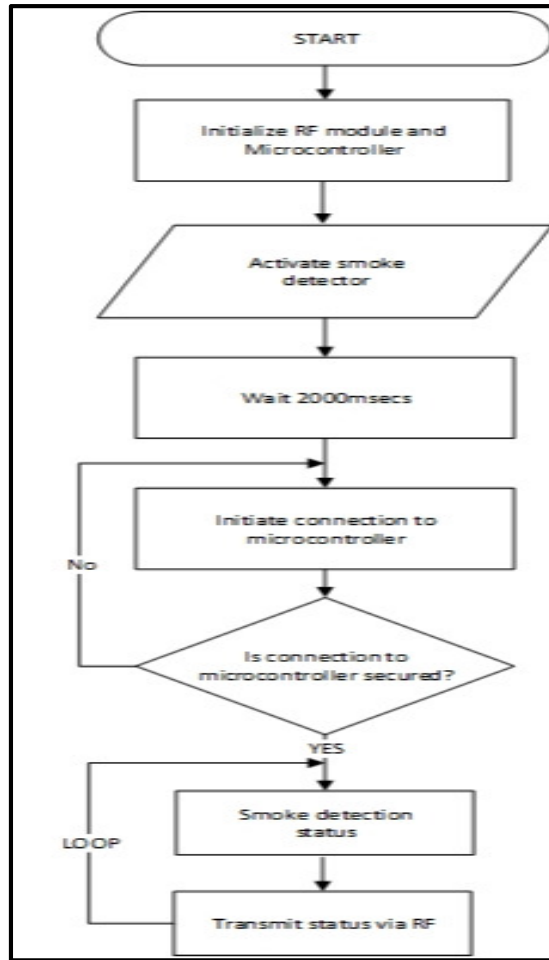 START
Initialize RF module and
Microcontroller
Activate smoke
detector
Wait 2000msecs
Initiate connection to
microcontroller
No
Is connection to
microcontroller secured?
YES
Smoke detection
status
LOOP
Transmit status via RF